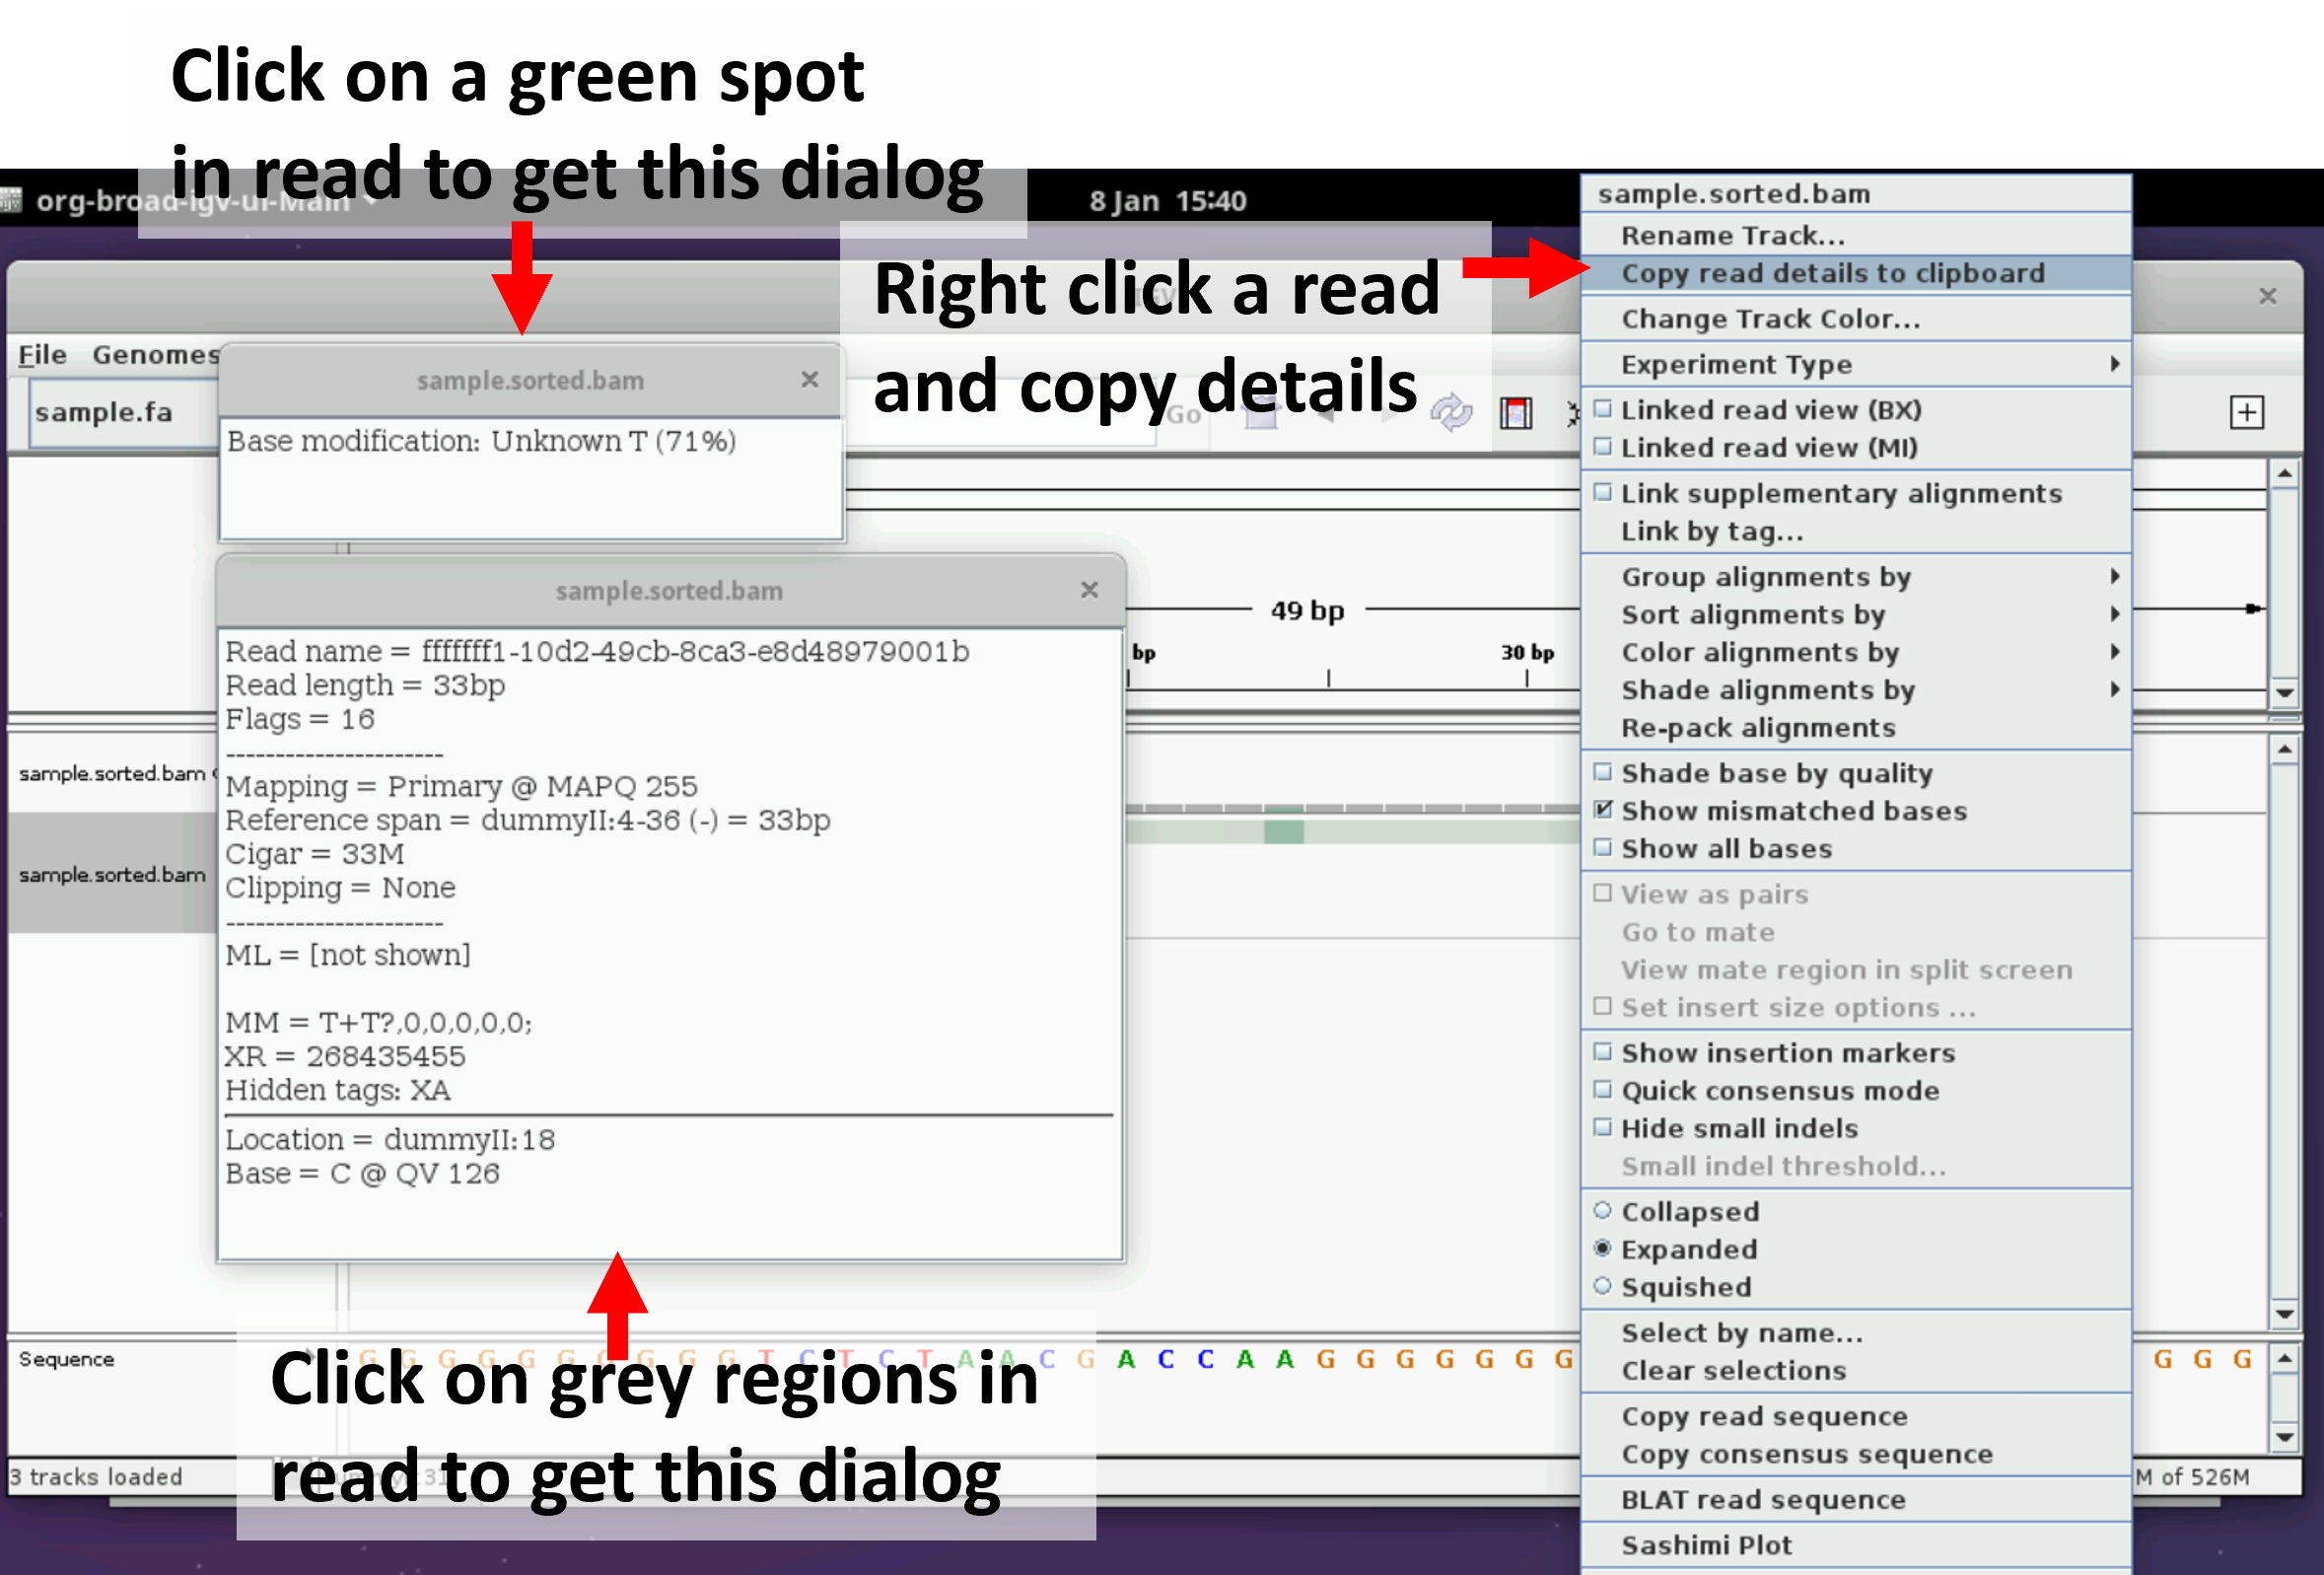 Click on a green spot
in read to get this dialog
org-broad-igv-ui-Main
8 Jan 15:40
Right click a read
and copy details
File Genomes
sample.fa
Go
sample.sorted.bam
Base modification: Unknown T (71%)
sample.sorted.bam
Read name = fffffff1-10d2-49cb-8ca3-e8d48979001b
Read length = 33bp
Flags = 16
----------------------
Mapping = Primary @ MAPQ 255
Reference span = dummyII:4-36 (-) = 33bp
Cigar = 33M
Clipping = None
----------------------
ML = [not shown]
MM = T+T?,0,0,0,0,0;
XR = 268435455
Hidden tags: XA
Location = dummyII:18
Base = C @ QV 126
49 bp
bp
30 bp
sample.sorted.bam
sample.sorted.bam
Click on grey regions in
read to get this dialog
Sequence
G G G G G G G G G G T C T C T A A C G A C C A A G G G G G G G
G G G
3 tracks loaded
M of 526M
sample.sorted.bam
Rename Track...
Copy read details to clipboard
Change Track Color...
Experiment Type
Linked read view (BX)
Linked read view (MI)
Link supplementary alignments
Link by tag...
Group alignments by
Sort alignments by
Color alignments by
Shade alignments by
Re-pack alignments
Shade base by quality
Show mismatched bases
Show all bases
View as pairs
Go to mate
View mate region in split screen
Set insert size options ...
Show insertion markers
Quick consensus mode
Hide small indels
Small indel threshold...
Collapsed
Expanded
Squished
Select by name...
Clear selections
Copy read sequence
Copy consensus sequence
BLAT read sequence
Sashimi Plot